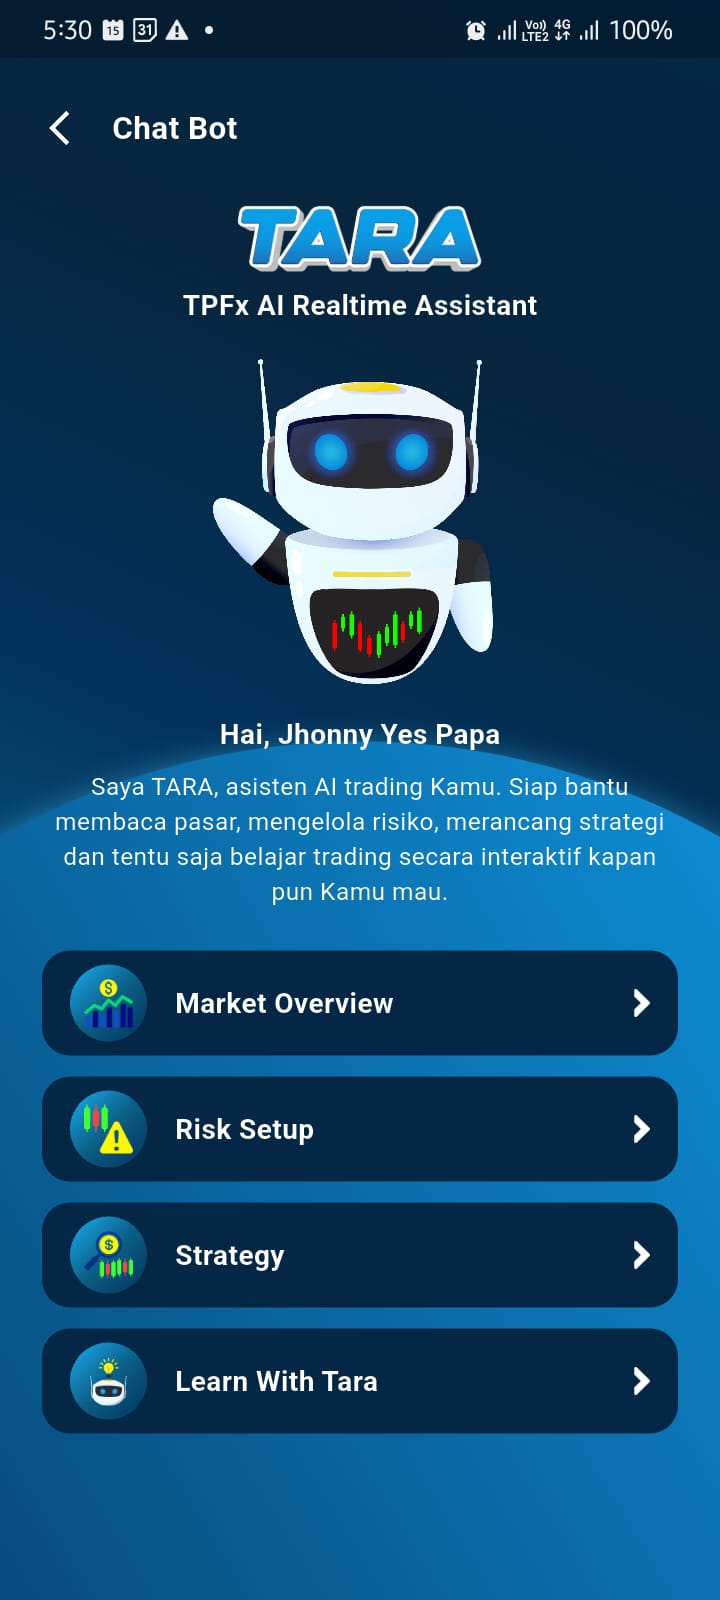 5:30 15 31 Vo)) LTE2 4G 100%
Chat Bot
TARA
TPFx AI Realtime Assistant
Hai, Jhonny Yes Papa
Saya TARA, asisten AI trading Kamu. Siap bantu
membaca pasar, mengelola risiko, merancang strategi
dan tentu saja belajar trading secara interaktif kapan
pun Kamu mau.
$
Market Overview
Risk Setup
$
Strategy
Learn With Tara